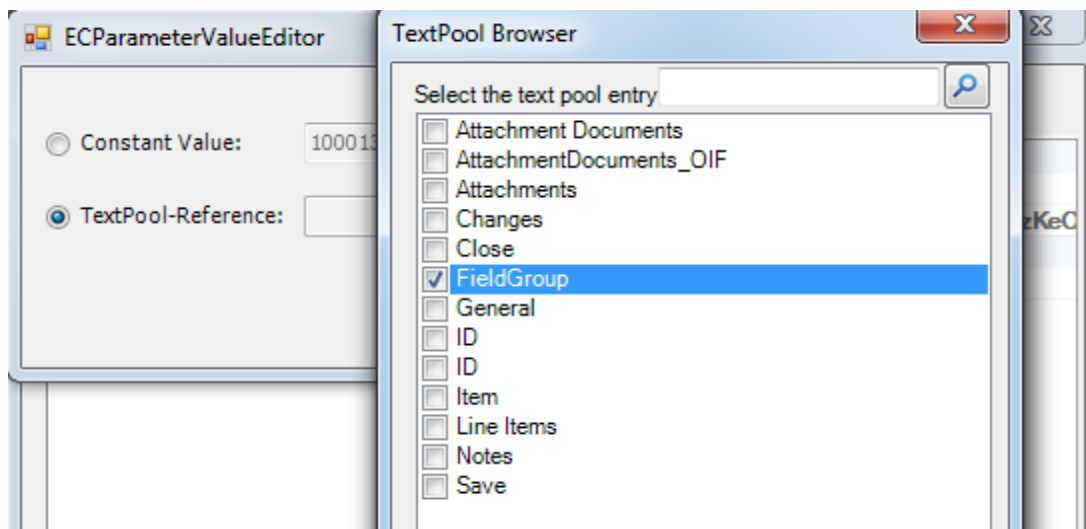 ECParameterValueEditor
Constant Value:
TextPool-Reference:
TextPool Browser
Select the text pool entry
Attachment Documents
AttachmentDocuments_OIF
Attachments
Changes
Close
FieldGroup
General
ID
ID
Item
Line Items
Notes
Save